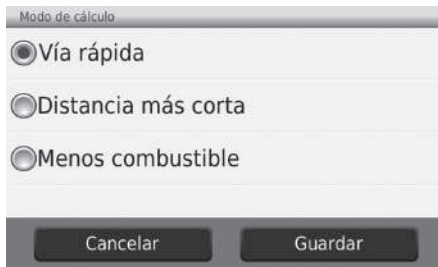 Modo de cálculo
Vía rápida
Distancia más corta
Menos combustible
Cancelar
Guardar